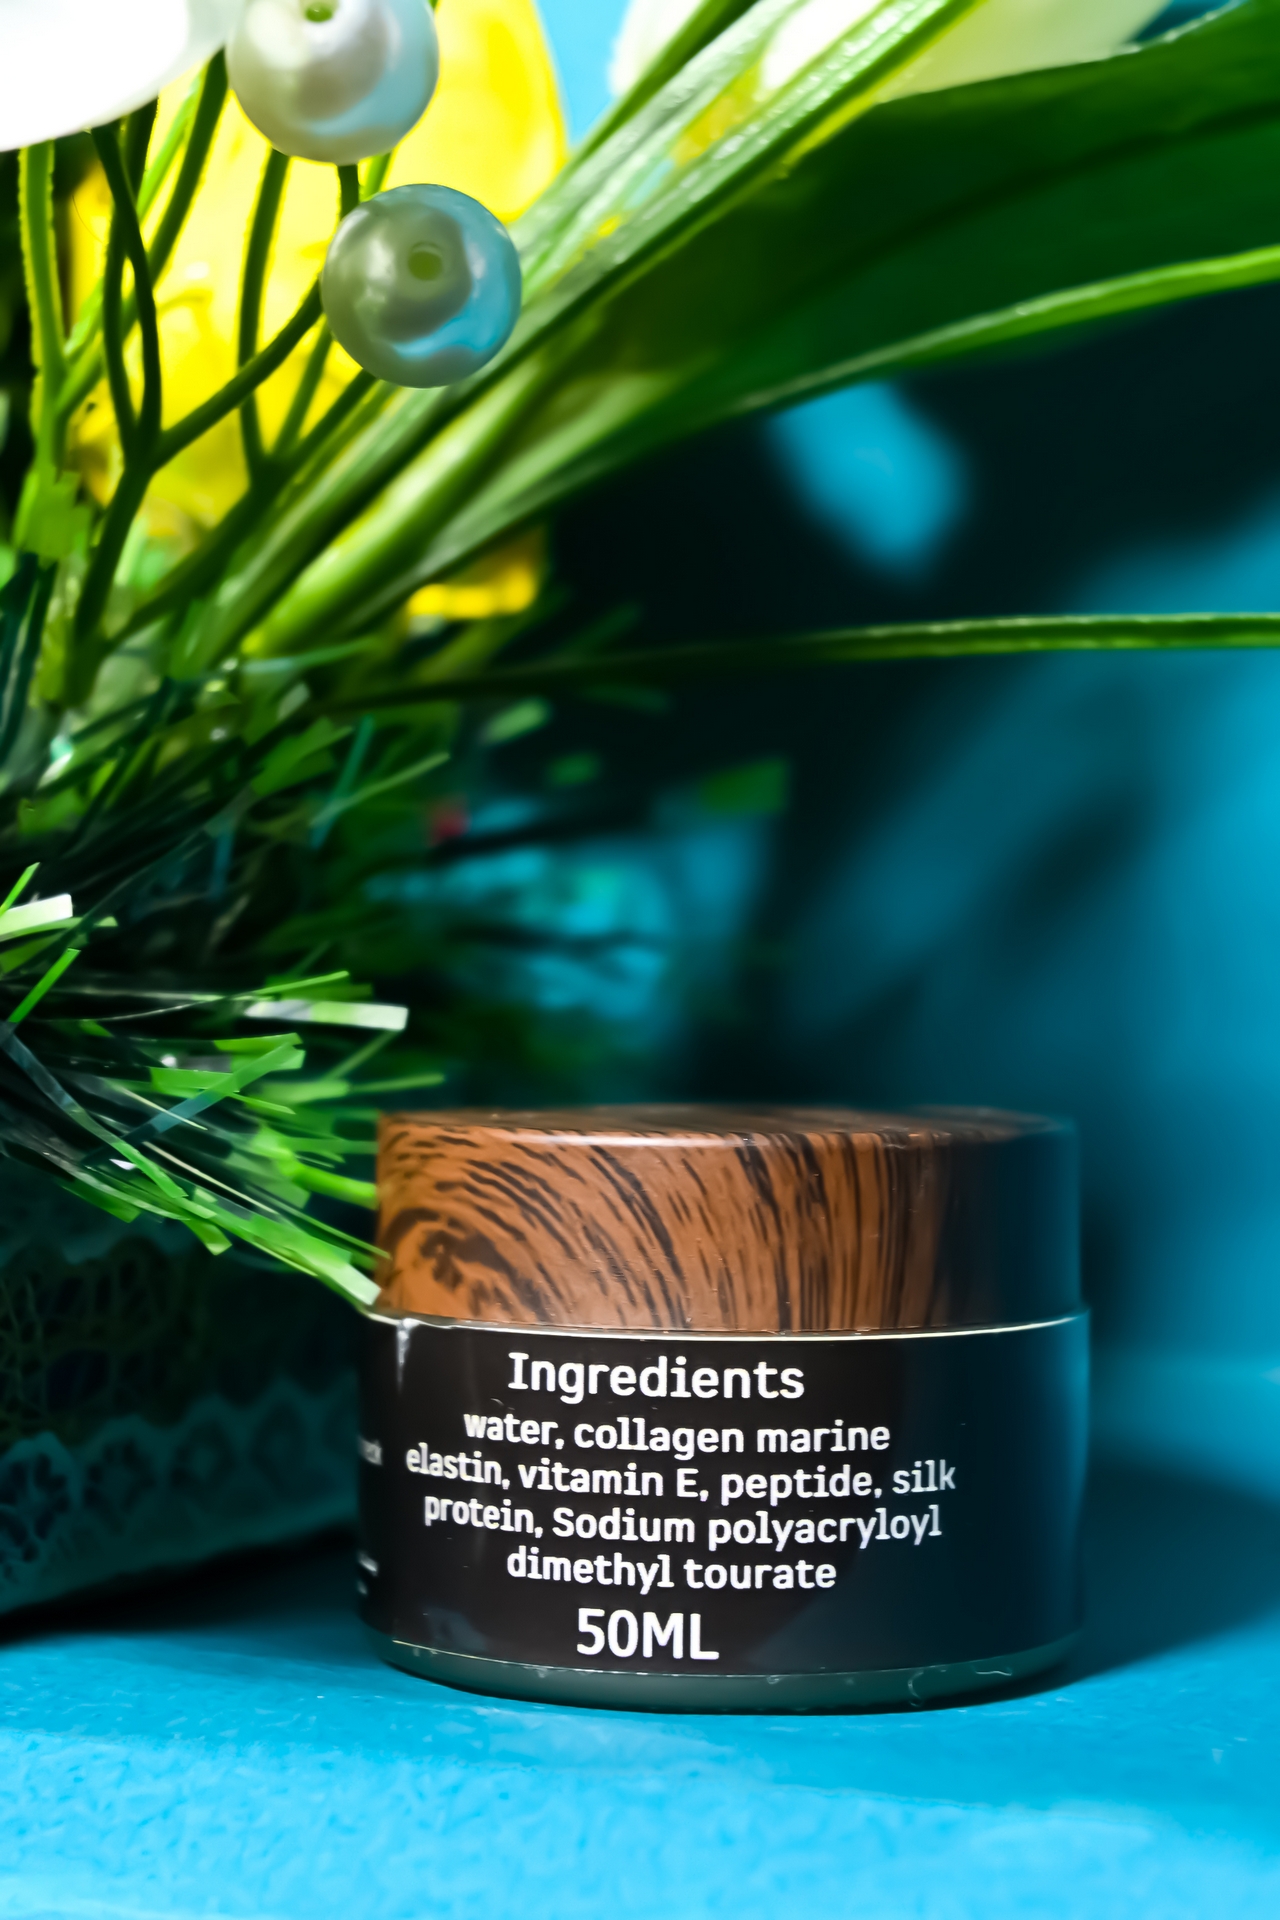 Ingredients
water, collagen marine
elastin, vitamin E, peptide, silk
protein, Sodium polyacryloyl
dimethyl tourate
50ML